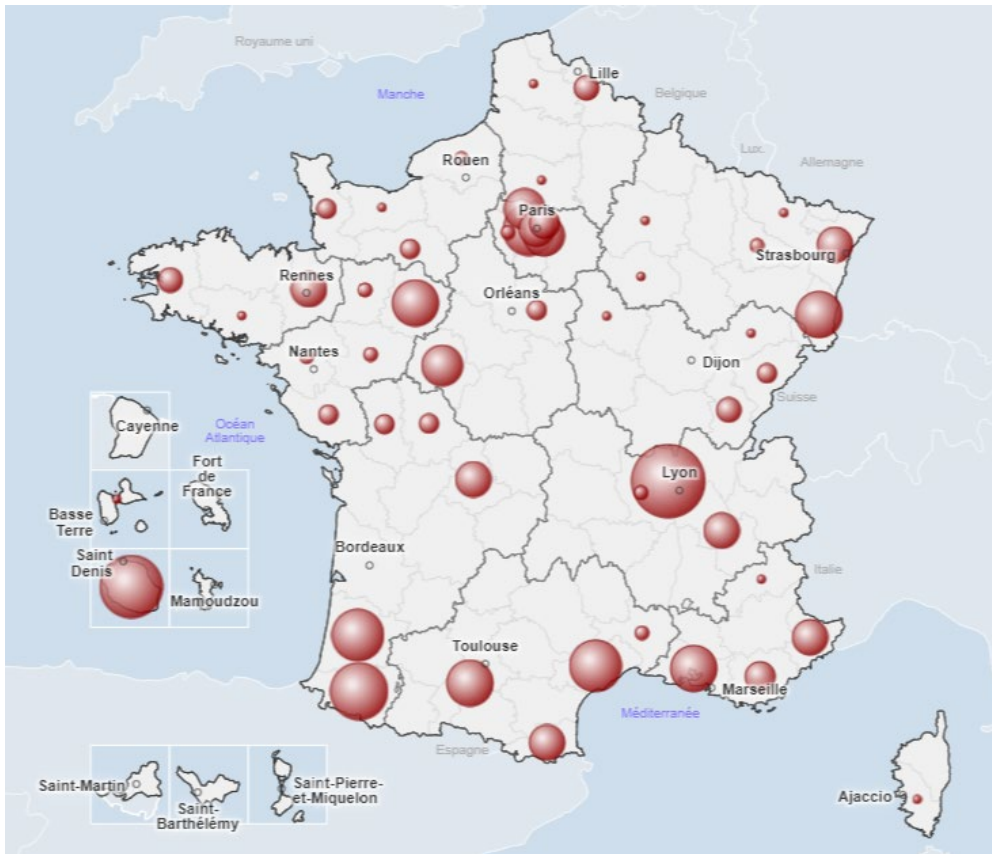 Royaume uni
Lille
Manche
Belgique
Rouen
Lux.
Allemagne
Paris
Strasbourg
Rennes
Orléans
Nantes
Dijon
Suisse
Océan
Atlantique
Cayenne
Fort
de
France
Lyon
Basse
Terre
Bordeaux
Saint
Denis
Italie
Mamoudzou
Toulouse
Marseille
Méditerranée
Espagne
Saint-Martin
Saint-
Barthélémy
Saint-Pierre-
et-Miquelon
Ajaccio